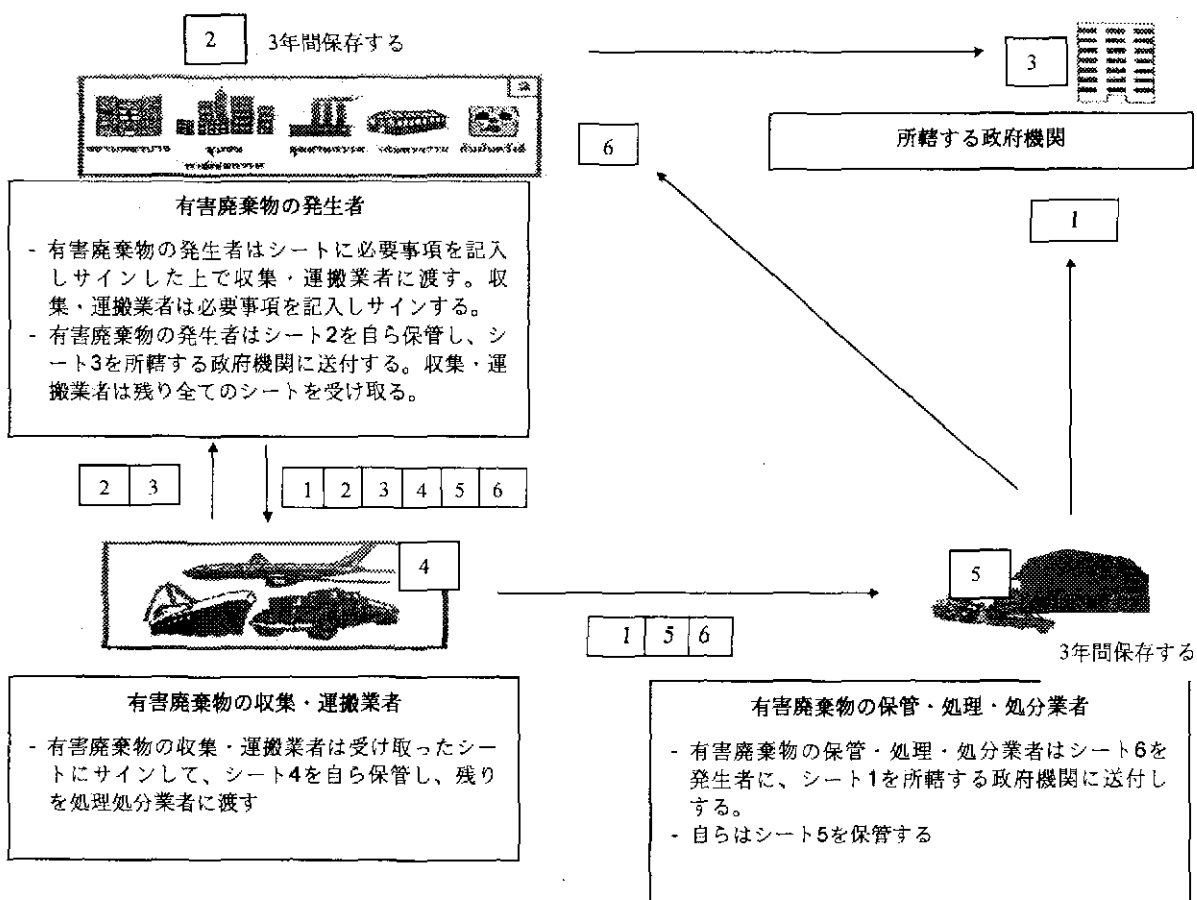 2 3年間保存する
3
6
所轄する政府機関
1
有害廃棄物の発生者
- 有害廃棄物の発生者はシートに必要事項を記入
しサインした上で収集・運搬業者に渡す。収
集・運搬業者は必要事項を記入しサインする。
- 有害廃棄物の発生者はシート2を自ら保管し、シ
ート3を所轄する政府機関に送付する。収集・運
搬業者は残り全てのシートを受け取る。
2 3
1 2 3 4 5 6
4
5
1 5 6
3年間保存する
有害廃棄物の収集・運搬業者
- 有害廃棄物の収集・運搬業者は受け取ったシー
トにサインして、シート4を自ら保管し、残り
を処理処分業者に渡す
有害廃棄物の保管・処理・処分業者
- 有害廃棄物の保管・処理・処分業者はシート6を
発生者に、シート1を所轄する政府機関に送付し
する。
- 自らはシート5を保管する